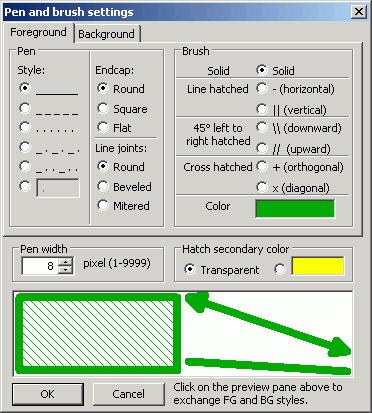 Pen and brush settings
Foreground Background
Pen
Style:
_ _ _ _ _
. . . . . .
_ . _ . _ .
_ . . _ . .
.
Endcap:
Round
Square
Flat
Line joints:
Round
Beveled
Mitered
Brush
Solid Solid
Line hatched - (horizontal)
|| (vertical)
45° left to \\ (downward)
right hatched // (upward)
Cross hatched + (orthogonal)
x (diagonal)
Color
Pen width
8 pixel (1-9999)
Hatch secondary color
Transparent
OK Cancel
Click on the preview pane above to
exchange FG and BG styles.